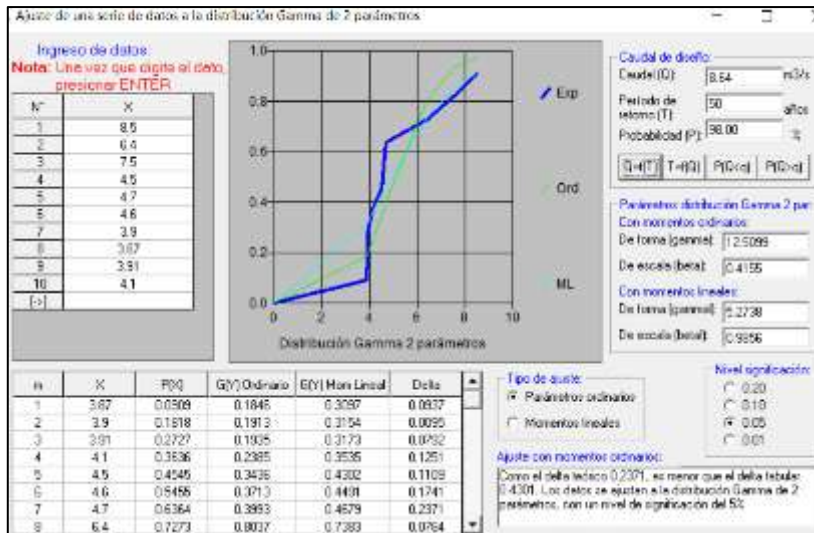 Ajuste de una serie de datos a la distribución Gamma de 2 parámetros
Ingreso de datos:
Nota: Una vez que digite el dato,
presionar ENTER
N° X
1 8.5
2 6.4
3 7.5
4 4.5
5 4.7
6 4.6
7 3.9
8 3.87
9 3.91
10 4.1
[->]
1.0
0.8
0.6
0.4
0.2
0.0
0 2 4 6 8 10
Distribución Gamma 2 parámetros
Exp
Ord
ML
Caudal de diseño:
Caudal (Q): 8.64 m3/s
Período de
retorno (T): 50 años
Probabilidad (P): 98.00 %
Q=f(T) T=f(Q) P(Q<q) P(Q>q)
Parámetros distribución Gamma 2 par
Con momentos ordinarios:
De forma (gamma): 12.5099
De escala (beta): 0.4155
Con momentos lineales:
De forma (gamma): 5.2738
De escala (beta): 0.9856
m X P(X) G(Y) Ordinario G(Y) Mom Lineal Delta
1 3.87 0.0909 0.1846 0.3097 0.0937
2 3.9 0.1818 0.1913 0.3154 0.0095
3 3.91 0.2727 0.1935 0.3173 0.0792
4 4.1 0.3636 0.2385 0.3535 0.1251
5 4.5 0.4545 0.3436 0.4302 0.1109
6 4.6 0.5455 0.3713 0.4491 0.1741
7 4.7 0.6364 0.3993 0.4679 0.2371
8 6.4 0.7273 0.8037 0.7383 0.0764
Tipo de ajuste:
Parámetros ordinarios
Momentos lineales
Nivel significación:
0.20
0.10
0.05
0.01
Ajuste con momentos ordinarios:
Como el delta teórico 0.2371, es menor que el delta tabular
0.4301. Los datos se ajustan a la distribución Gamma de 2
parámetros, con un nivel de significación del 5%